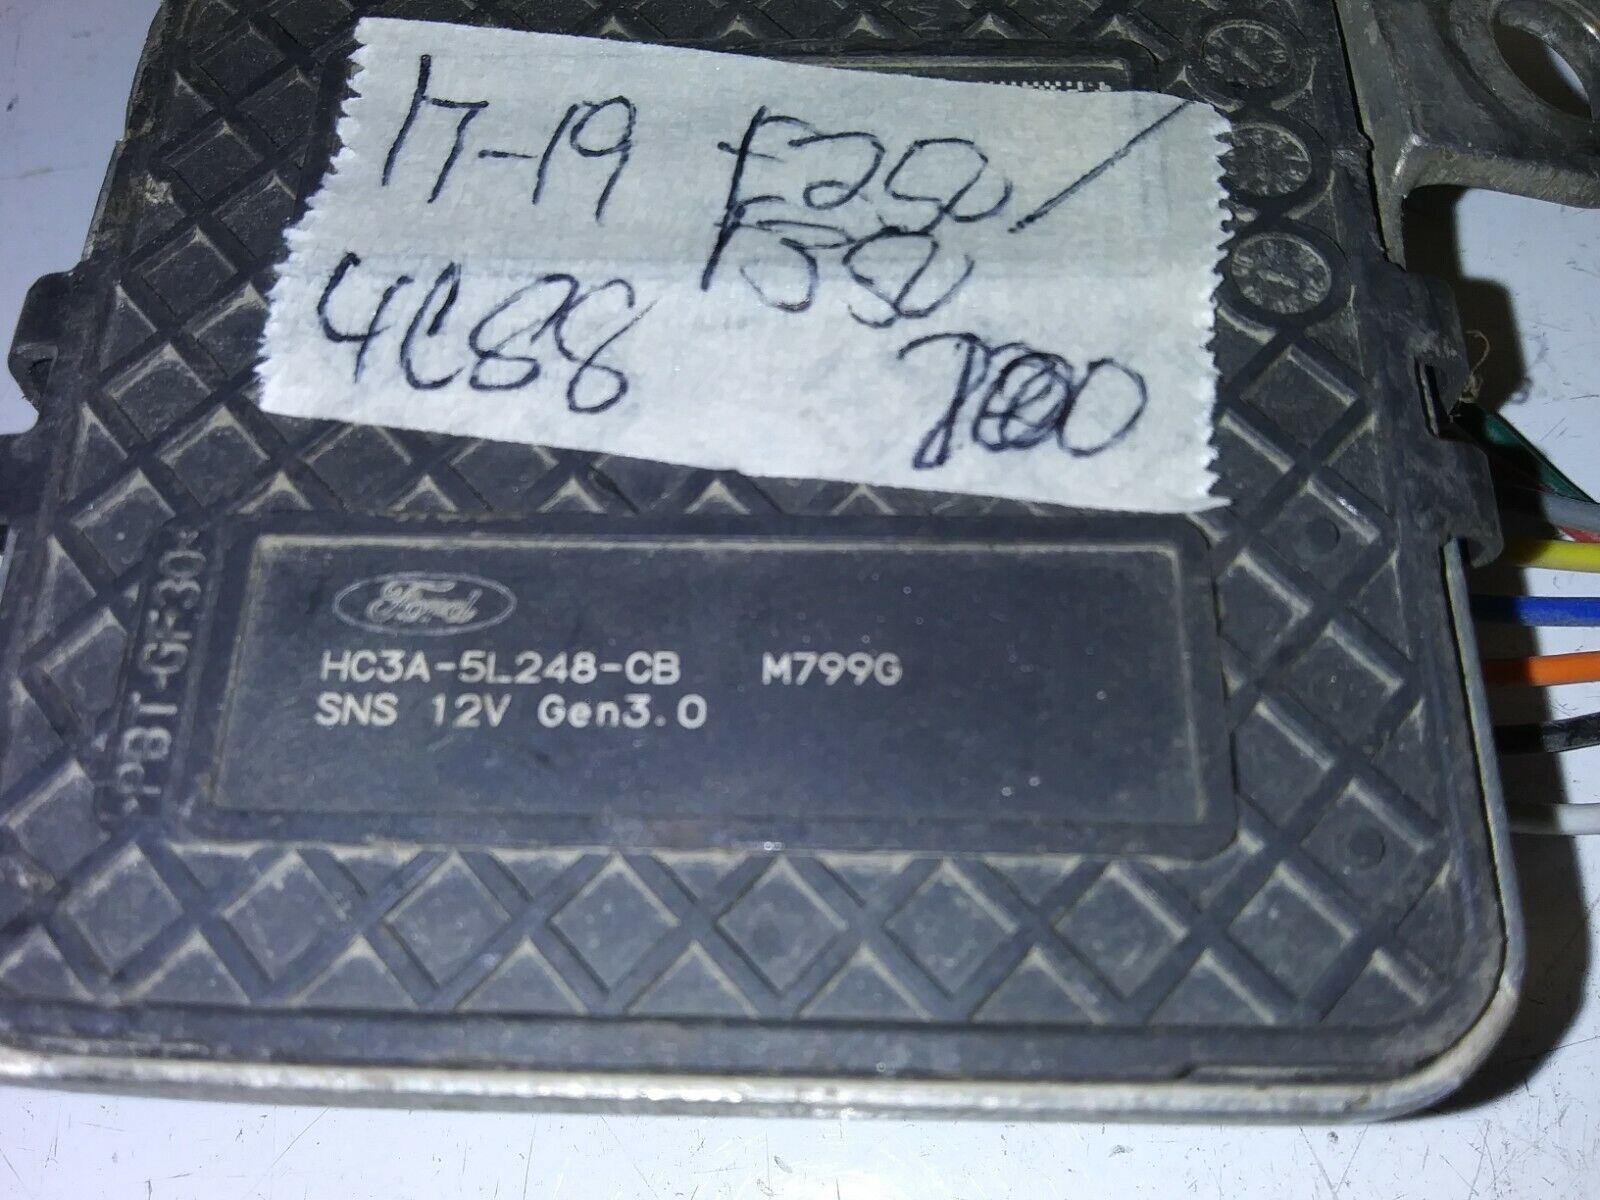 17-19 F250/
F350
4C88
Ford
HC3A-5L248-CB M799G
SNS 12V Gen3.0
>PBT-GF30<